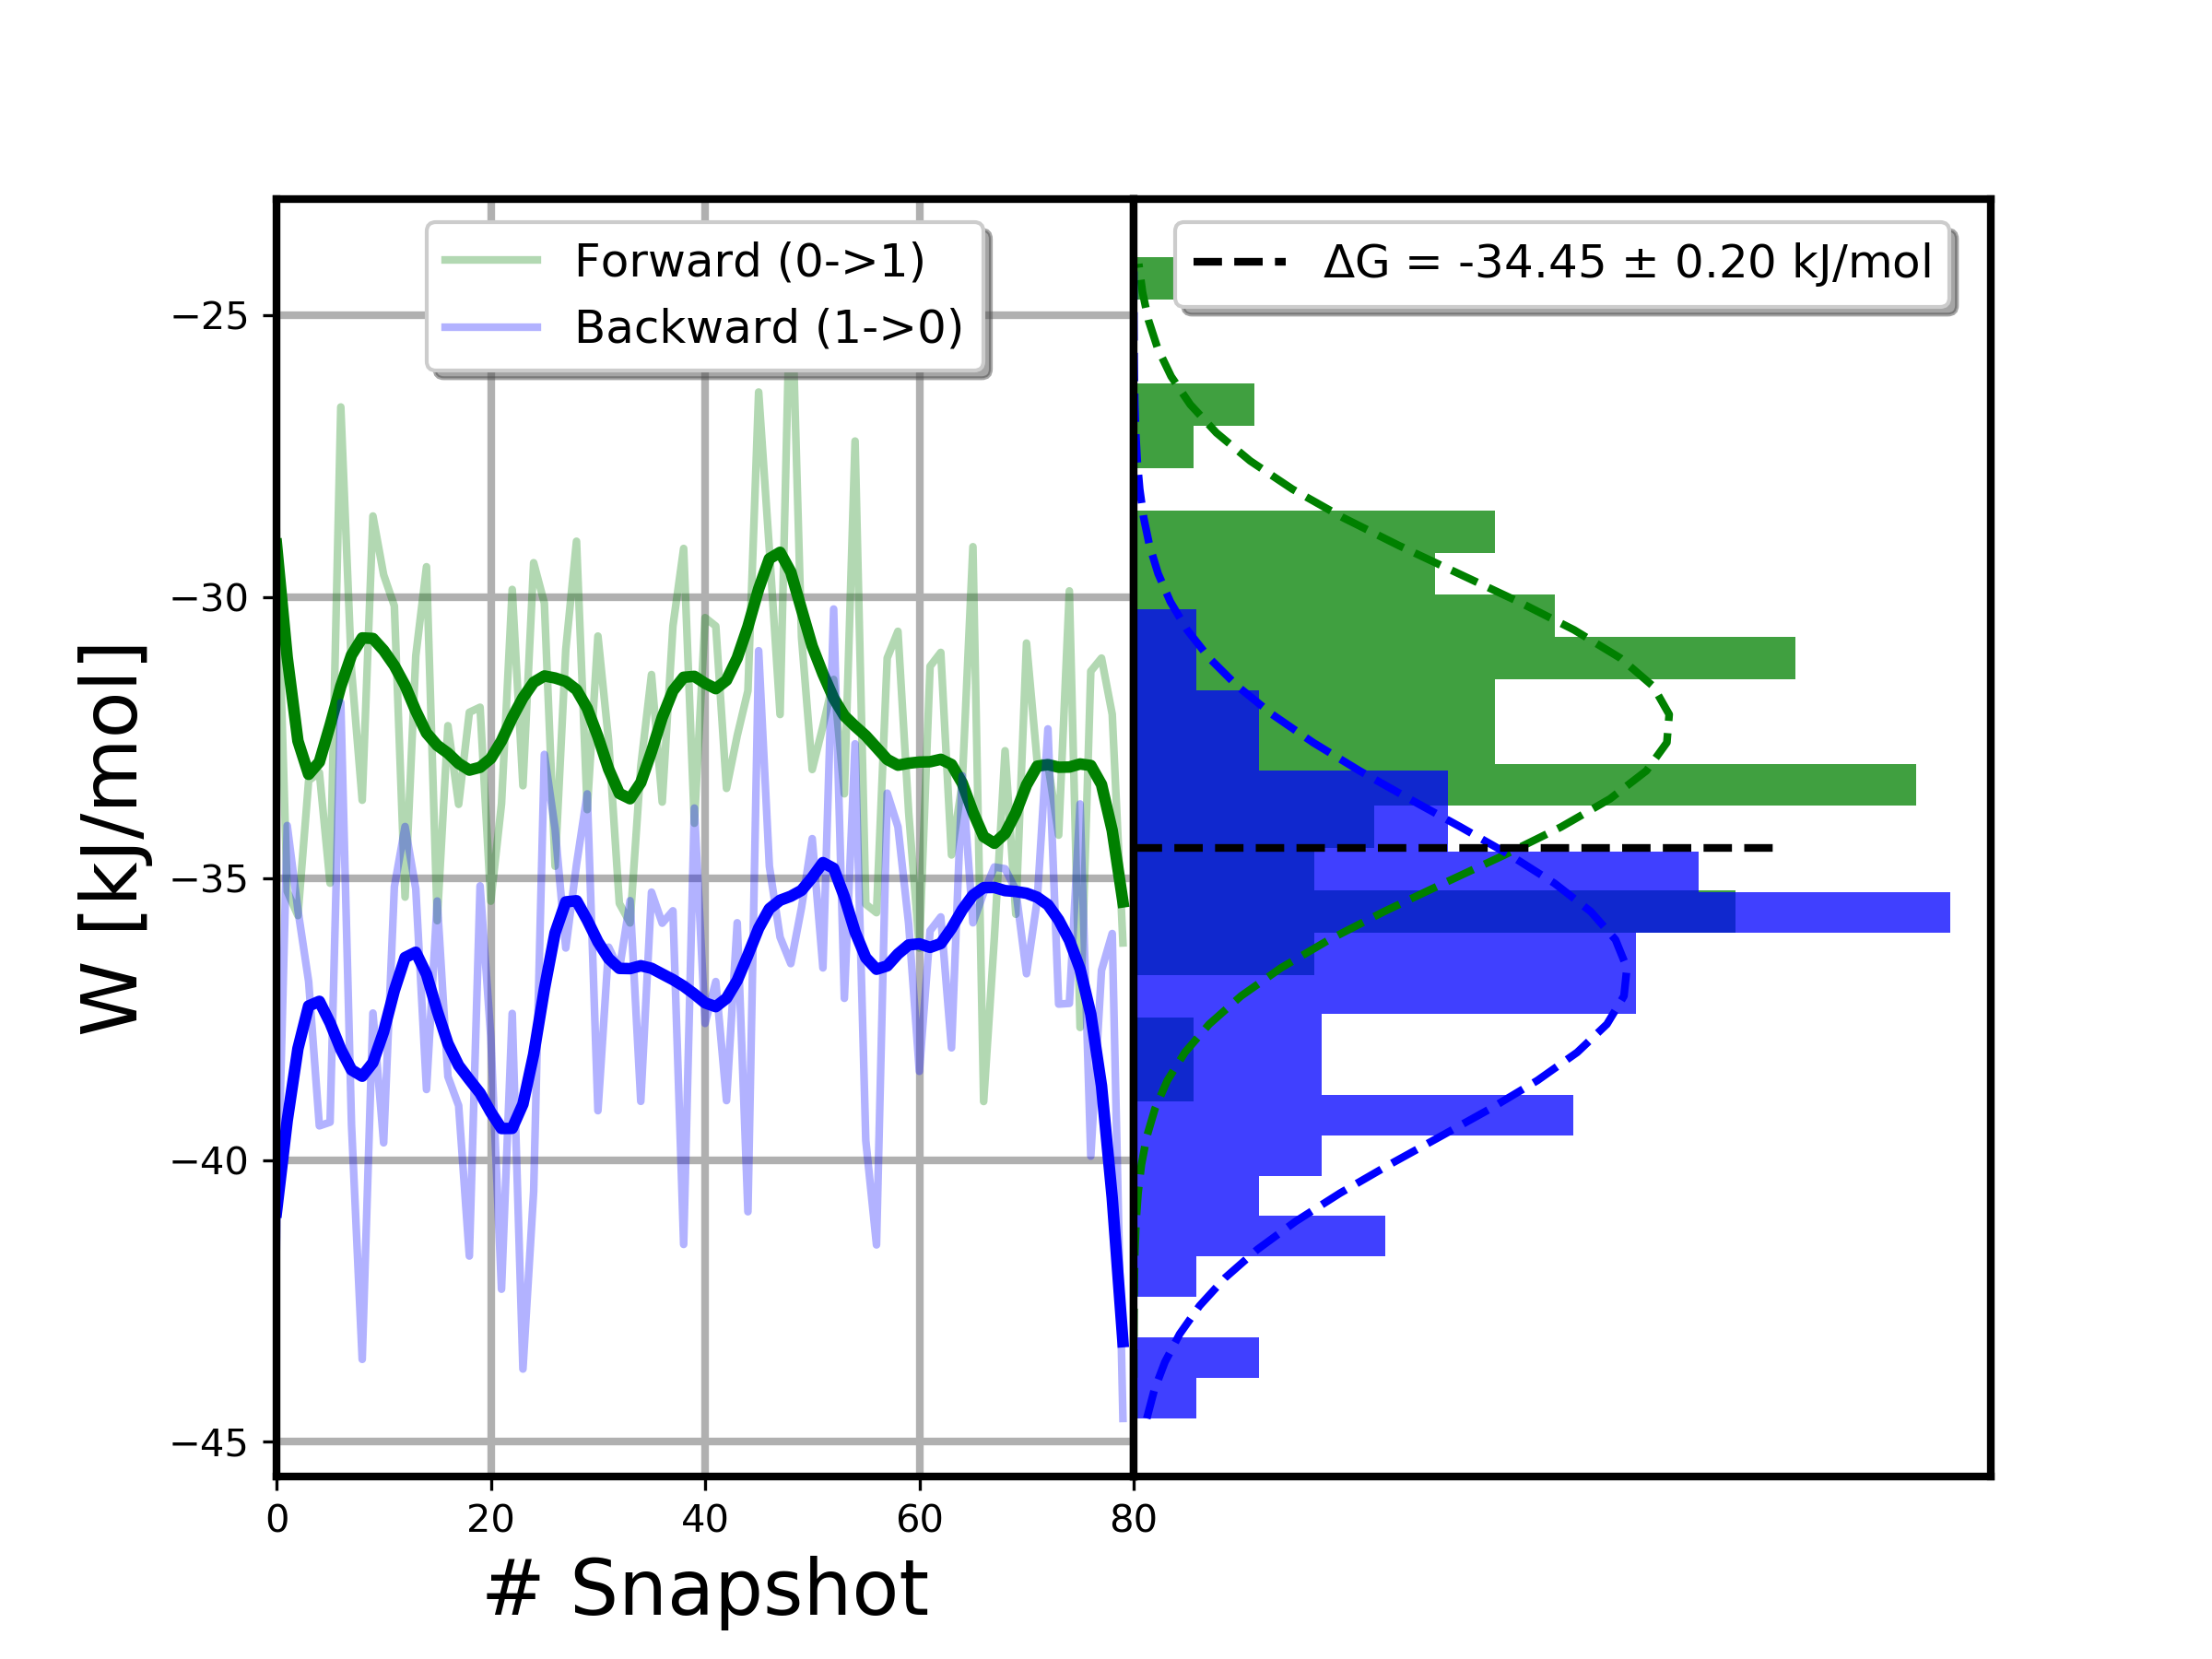 Forward (0->1)
Backward (1->0)
ΔG = -34.45 ± 0.20 kJ/mol
W [kJ/mol]
−25
−30
−35
−40
−45
0 20 40 60 80
# Snapshot